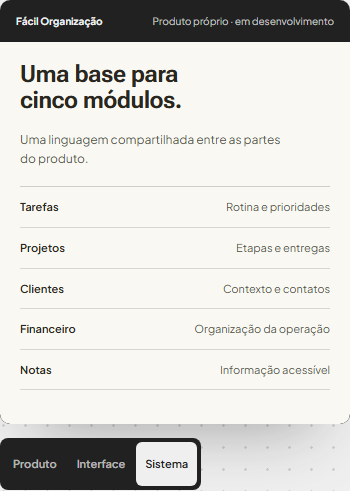 Fácil Organização
Produto próprio · em desenvolvimento
Uma base para
cinco módulos.
Uma linguagem compartilhada entre as partes
do produto.
Tarefas
Rotina e prioridades
Projetos
Etapas e entregas
Clientes
Contexto e contatos
Financeiro
Organização da operação
Notas
Informação acessível
Produto
Interface
Sistema